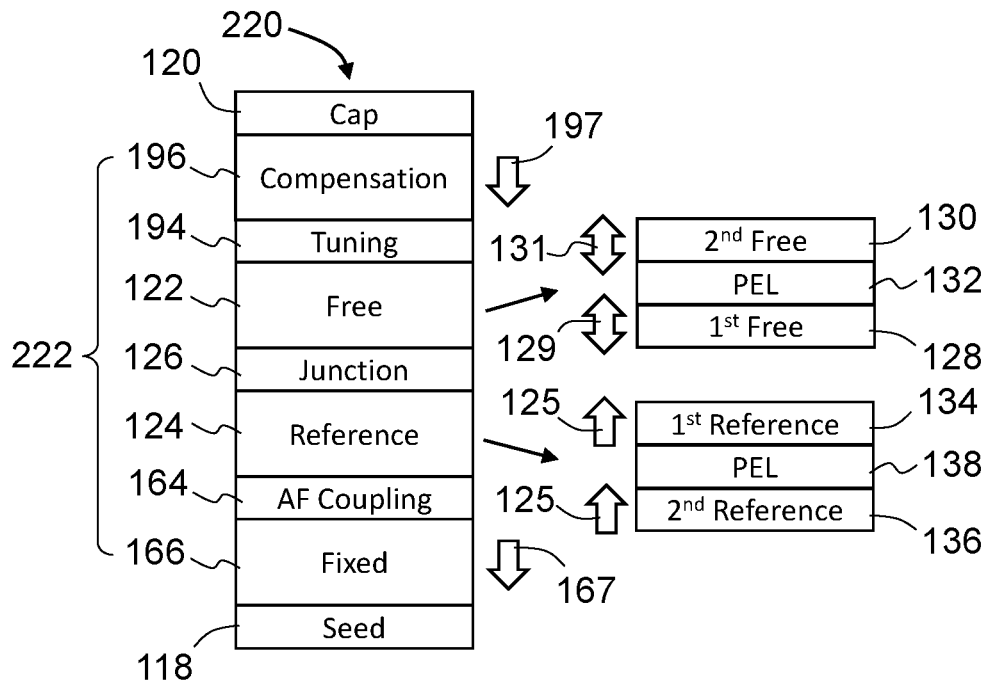 220
120
Cap
197
196
Compensation
194
Tuning
131
2nd Free
130
122
Free
PEL
132
129
1st Free
128
222
126
Junction
125
1st Reference
134
124
Reference
PEL
138
164
AF Coupling
125
2nd Reference
136
166
Fixed
167
118
Seed